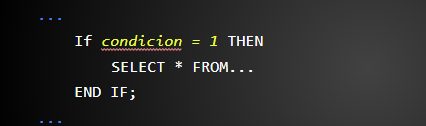 ...
If condicion = 1 THEN
SELECT * FROM...
END IF;
...